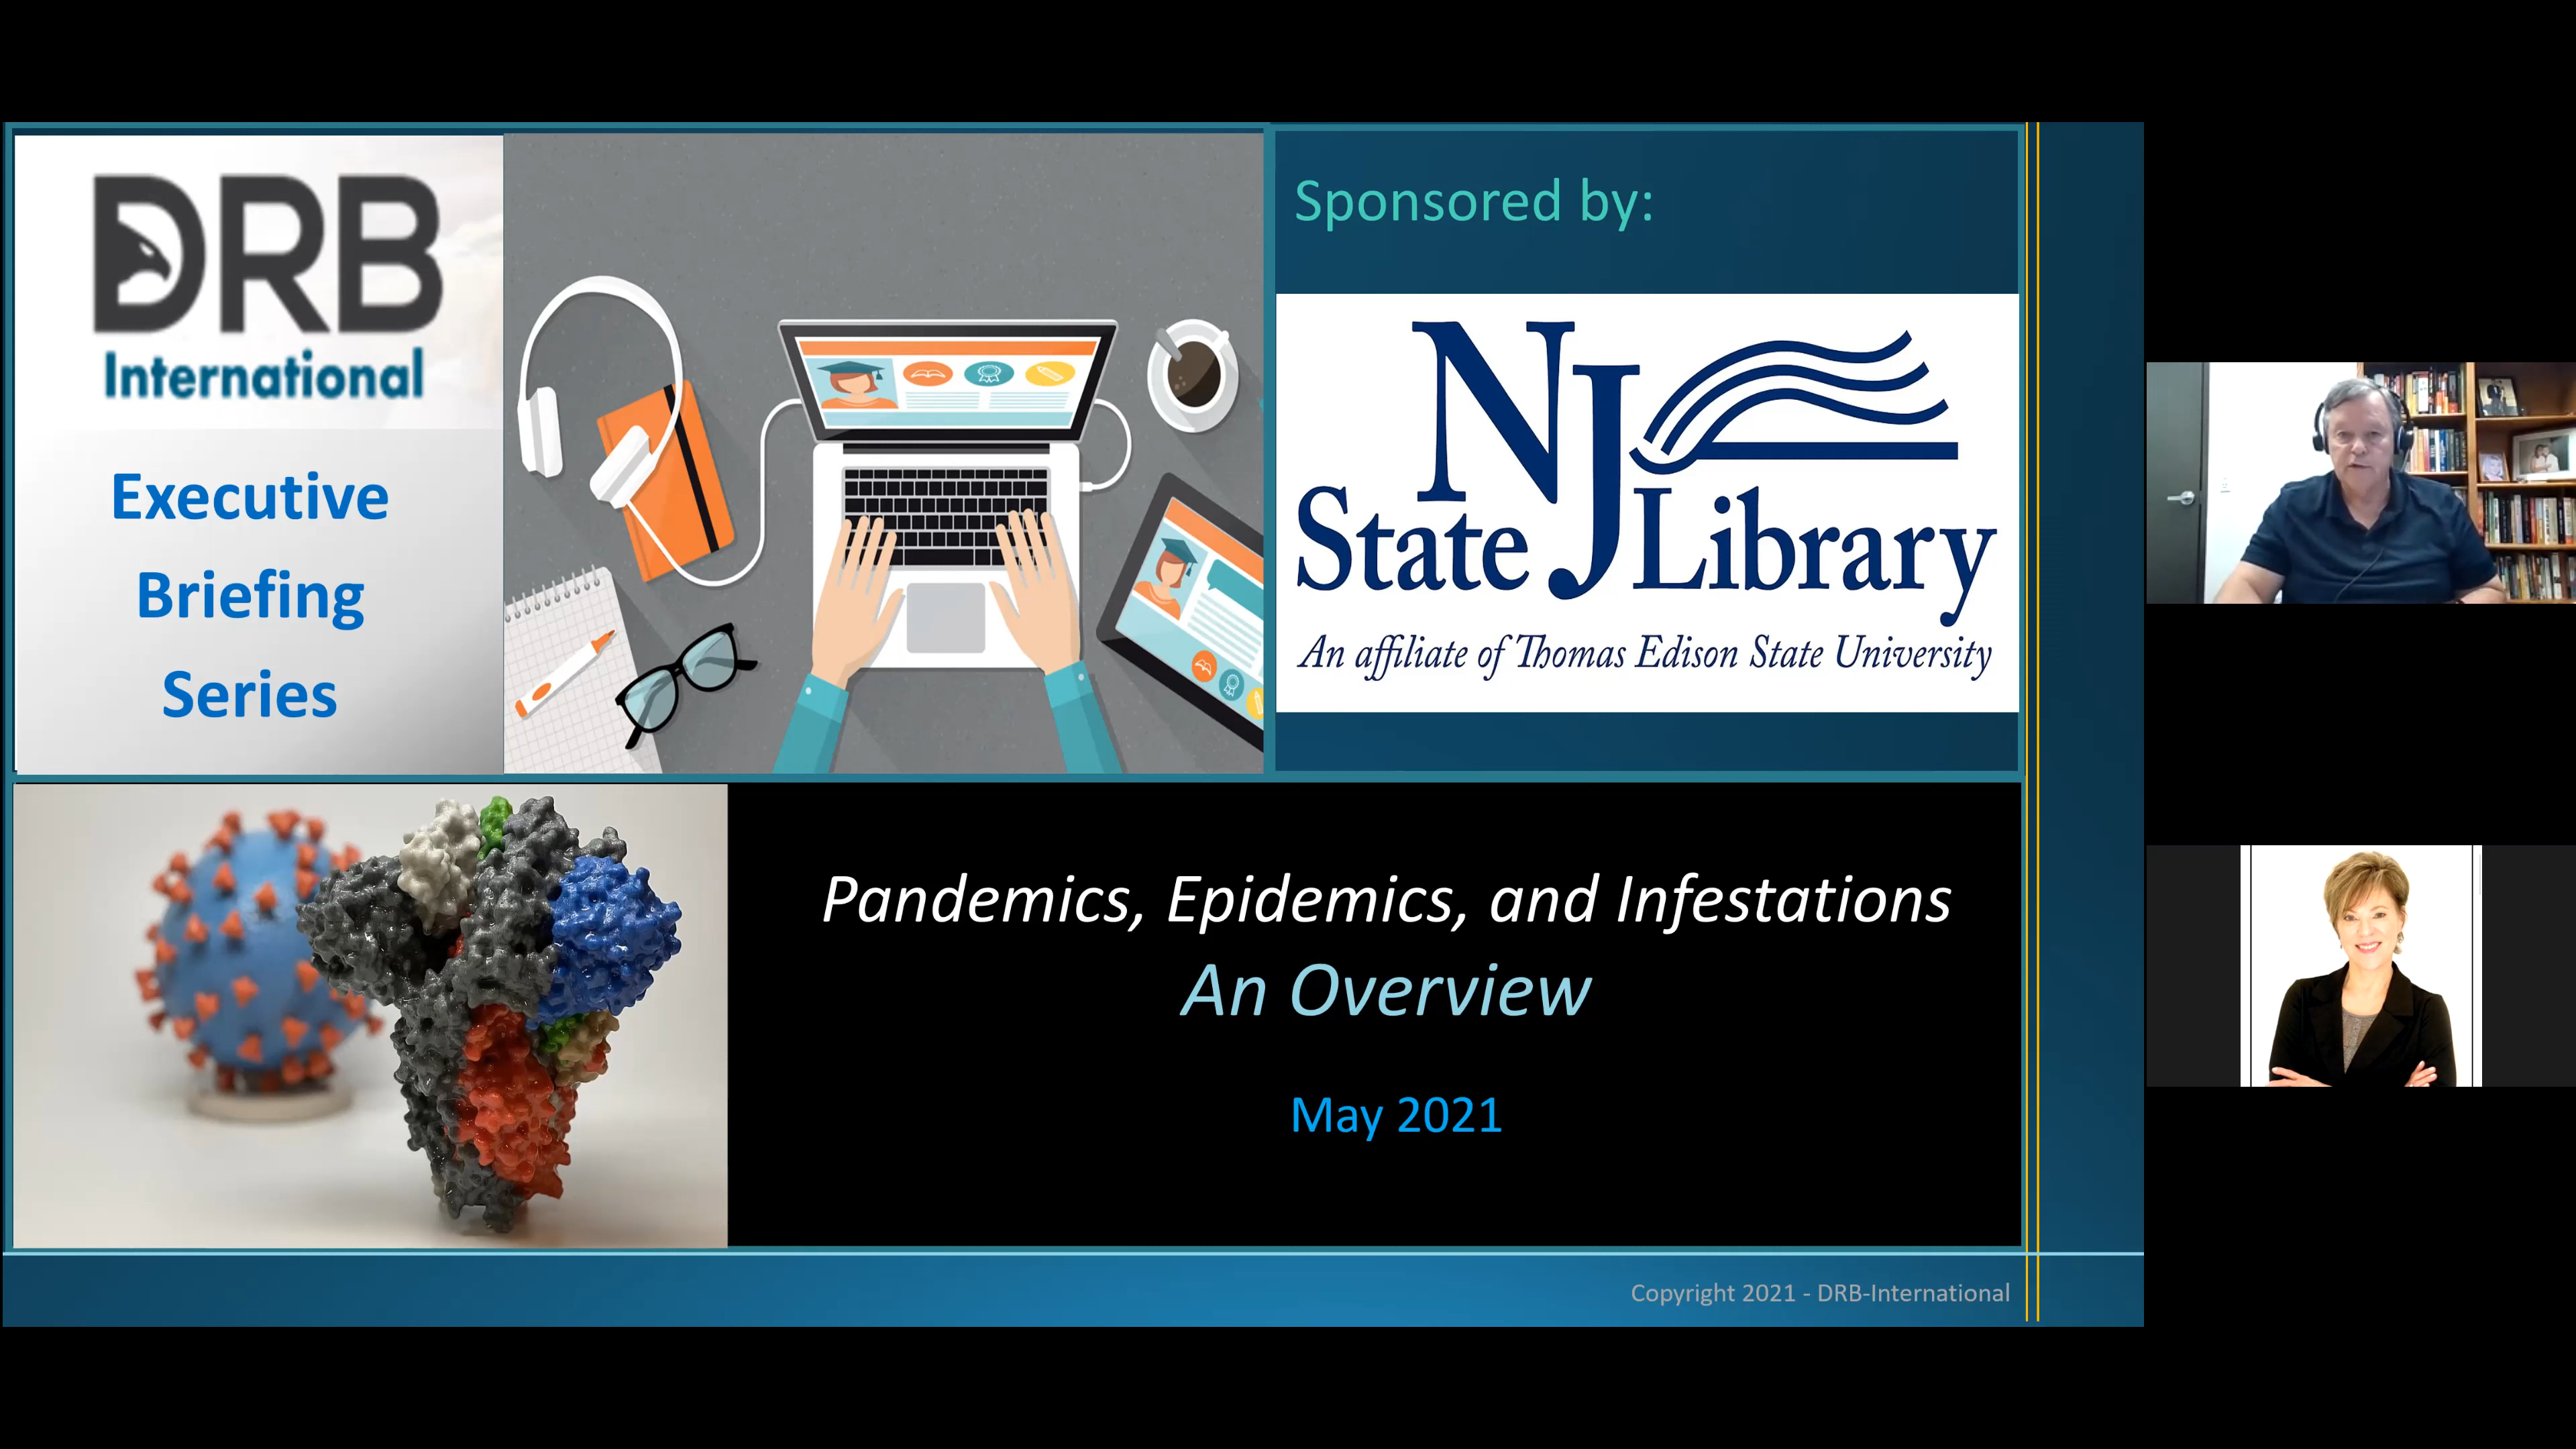 DRB
International
Executive
Briefing
Series
Sponsored by:
NJ
State Library
An affiliate of Thomas Edison State University
Pandemics, Epidemics, and Infestations
An Overview
May 2021
Copyright 2021 - DRB-International